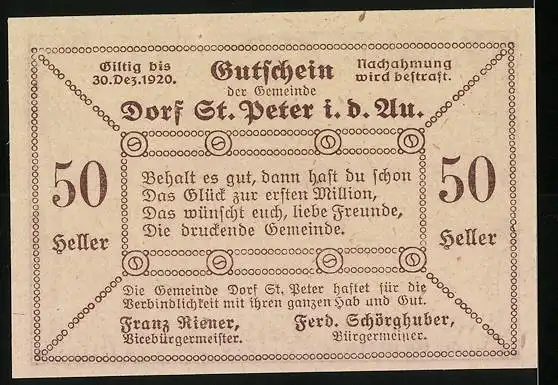 Giltig bis
30. Dez. 1920.
Gutschein
der Gemeinde
Nachahmung
wird bestraft.
Dorf St. Peter i. d. Au.
50
Heller
Behalt es gut, dann hast du schon
Das Glück zur ersten Million,
Das wünscht euch, liebe Freunde,
Die druckende Gemeinde.
50
Heller
Die Gemeinde Dorf St. Peter haftet für die
Verbindlichkeit mit ihren ganzen Hab und Gut.
Franz
Vicebürgermeister.
Ferd. Schörghuber,
Bürgermeister.